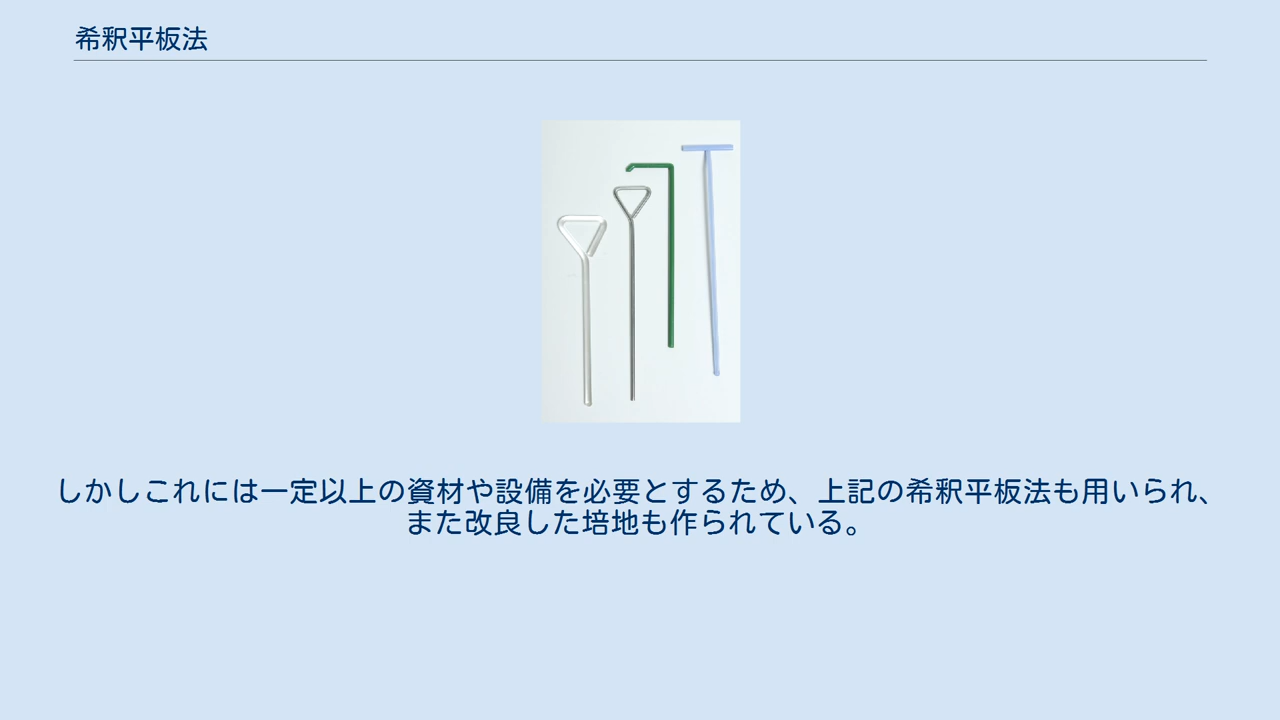 希釈平板法
しかしこれには一定以上の資材や設備を必要とするため、上記の希釈平板法も用いられ、
また改良した培地も作られている。